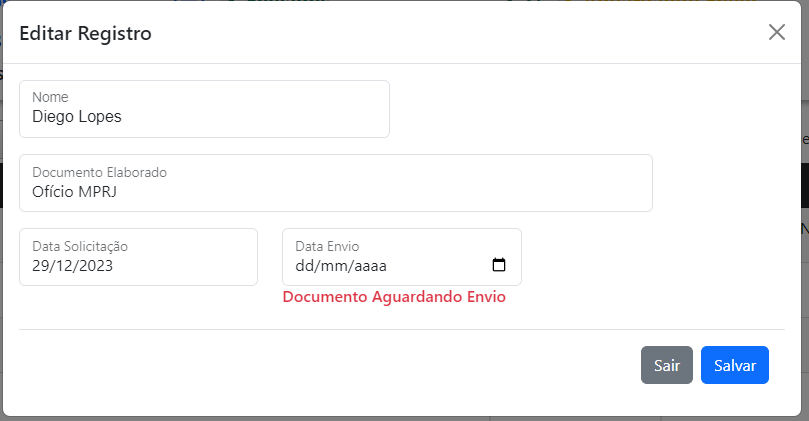 Editar Registro
Nome
Diego Lopes
Documento Elaborado
Ofício MPRJ
Data Solicitação
29/12/2023
Data Envio
dd/mm/aaaa
Documento Aguardando Envio
Sair
Salvar